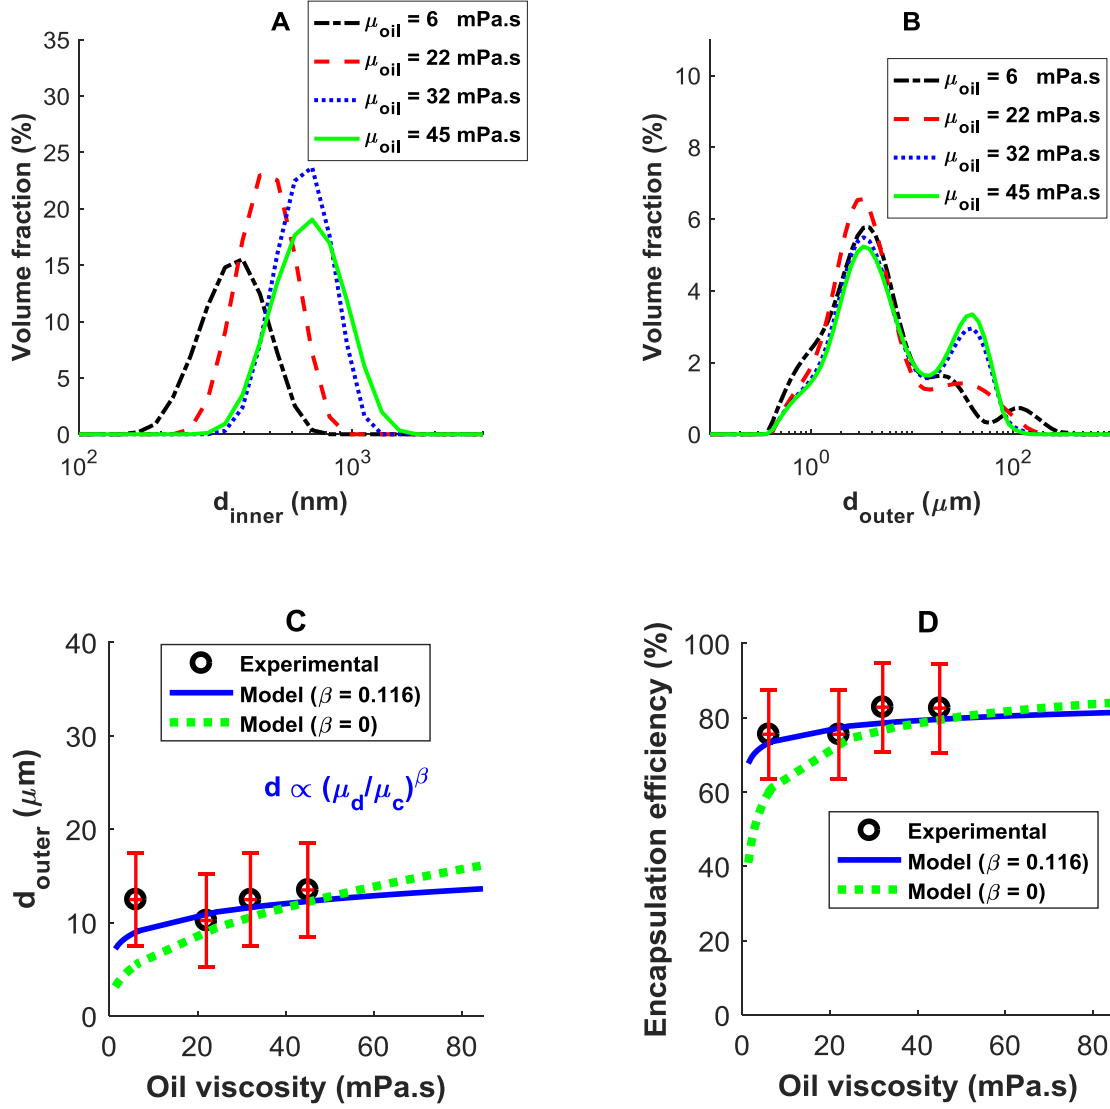 A
μoil = 6 mPa.s
μoil = 22 mPa.s
μoil = 32 mPa.s
μoil = 45 mPa.s
35
30
25
20
15
10
5
0
Volume fraction (%)
10² 10³
dinner (nm)
B
μoil = 6 mPa.s
μoil = 22 mPa.s
μoil = 32 mPa.s
μoil = 45 mPa.s
10
8
6
4
2
0
Volume fraction (%)
10⁰ 10²
douter (μm)
C
Experimental
Model (β = 0.116)
Model (β = 0)
d ∝ (μd/μc)β
40
30
20
10
0
douter (μm)
0 20 40 60 80
Oil viscosity (mPa.s)
D
100
80
60
40
20
0
Encapsulation efficiency (%)
Experimental
Model (β = 0.116)
Model (β = 0)
0 20 40 60 80
Oil viscosity (mPa.s)